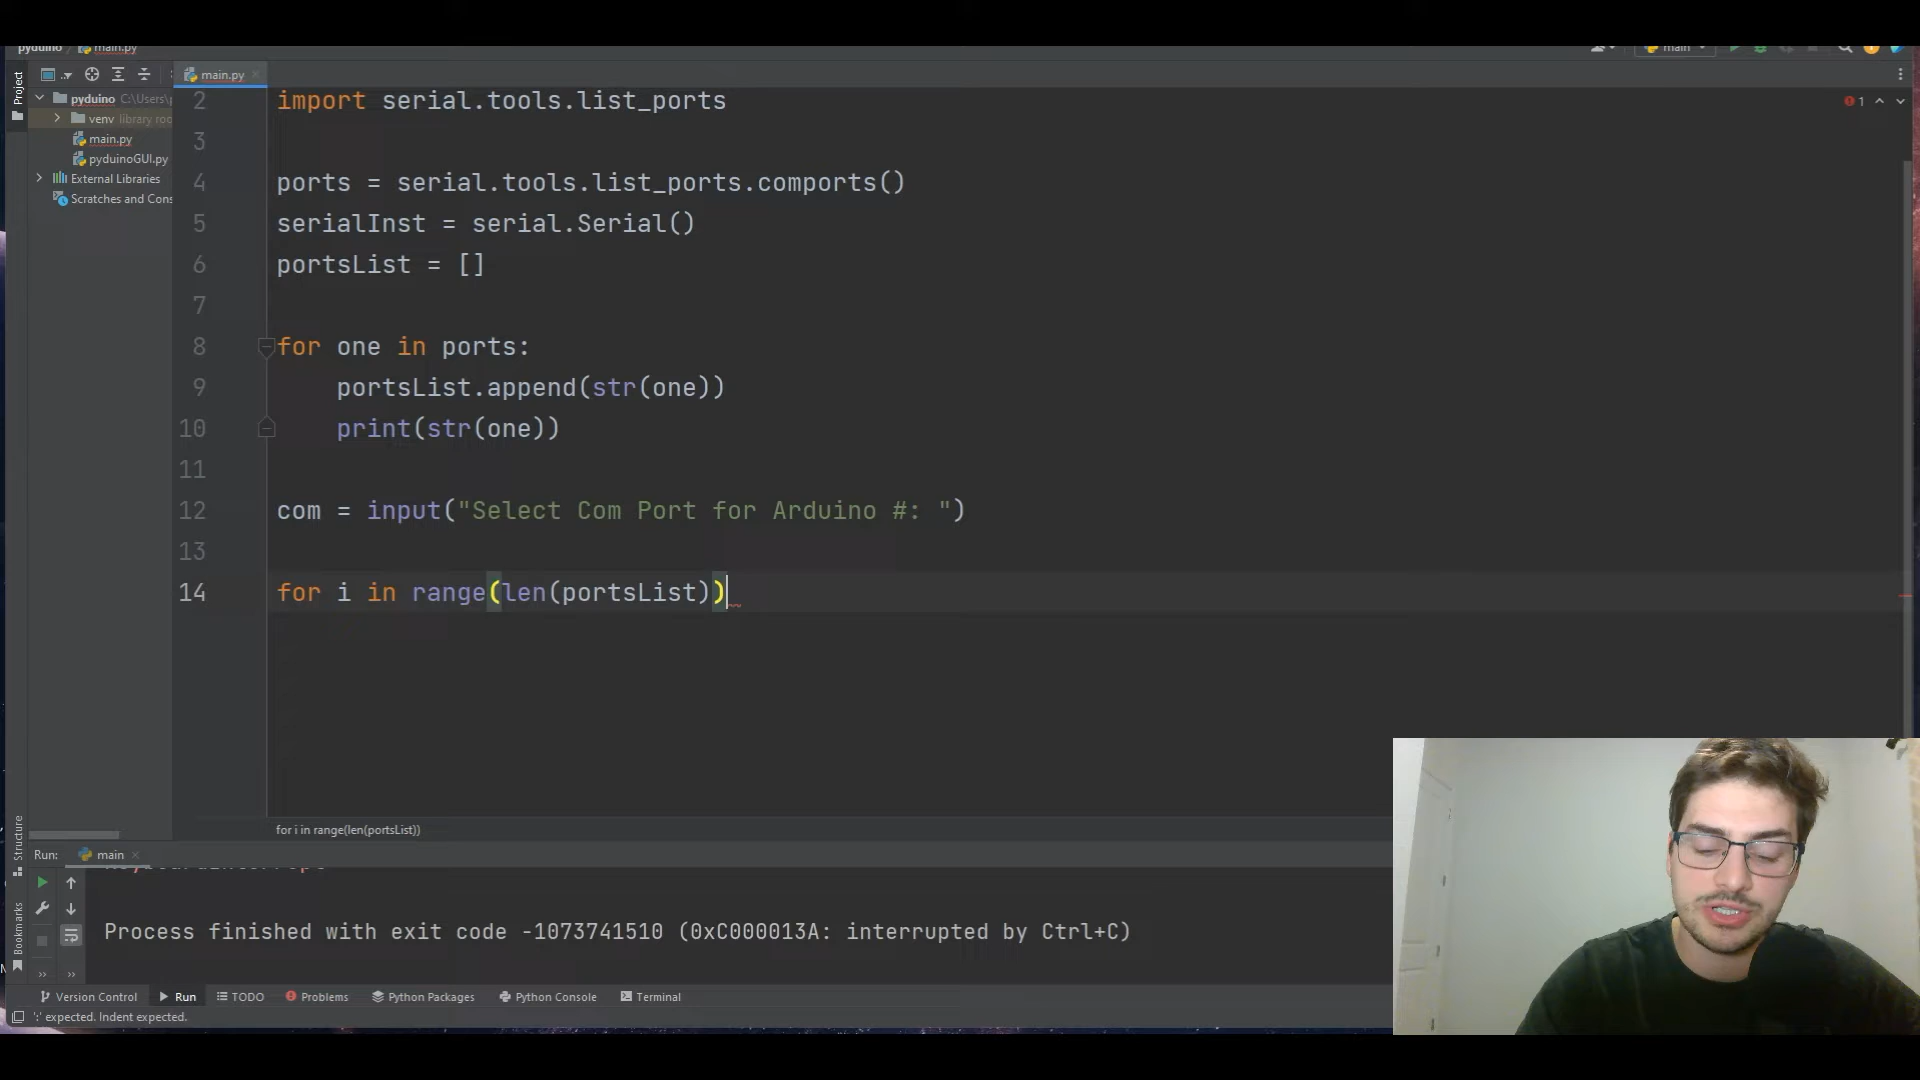 pyduino main.py
main
Project
main.py
pyduino C:\Users\
venv library roo
main.py
pyduinoGUI.py
External Libraries
Scratches and Cons
1
2 import serial.tools.list_ports
3
4 ports = serial.tools.list_ports.comports()
5 serialInst = serial.Serial()
6 portsList = []
7
8 for one in ports:
9 portsList.append(str(one))
10 print(str(one))
11
12 com = input("Select Com Port for Arduino #: ")
13
14 for i in range(len(portsList))
for i in range(len(portsList))
Structure
Bookmarks
Run: main
Process finished with exit code -1073741510 (0xC000013A: interrupted by Ctrl+C)
Version Control Run TODO Problems Python Packages Python Console Terminal
':' expected. Indent expected.